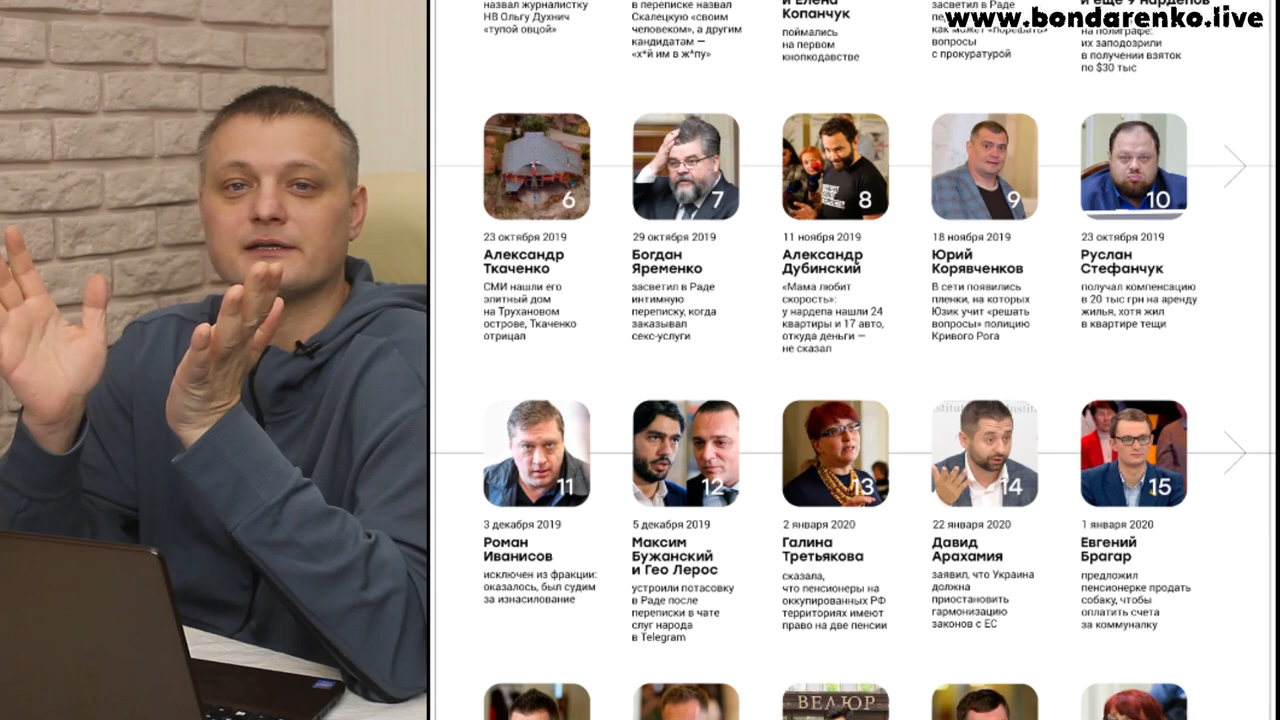 www.bondarenko.live
назвал журналистку
НВ Ольгу Духнич
«тупой овцой»
в переписке назвал
Скалецкую «своим
человеком», а другим
кандидатам —
«х*й им в ж*пу»
и Елена
Копанчук
поймались
на первом
кнопкодавстве
засветил в Раде
как может «порешать»
вопросы
с прокуратурой
и еще 9 нардепов
на полиграфе:
их заподозрили
в получении взяток
по $30 тыс
6
23 октября 2019
Александр
Ткаченко
СМИ нашли его
элитный дом
на Трухановом
острове, Ткаченко
отрицал
7
29 октября 2019
Богдан
Яременко
засветил в Раде
интимную
переписку, когда
заказывал
секс-услуги
8
11 ноября 2019
Александр
Дубинский
«Мама любит
скорость»:
у нардепа нашли 24
квартиры и 17 авто,
откуда деньги —
не сказал
9
18 ноября 2019
Юрий
Корявченков
В сети появились
пленки, на которых
Юзик учит «решать
вопросы» полицию
Кривого Рога
10
23 октября 2019
Руслан
Стефанчук
получал компенсацию
в 20 тыс грн на аренду
жилья, хотя жил
в квартире тещи
11
3 декабря 2019
Роман
Иванисов
исключен из фракции:
оказалось, был судим
за изнасилование
12
5 декабря 2019
Максим
Бужанский
и Гео Лерос
устроили потасовку
в Раде после
переписки в чате
слуг народа
в Telegram
13
2 января 2020
Галина
Третьякова
сказала,
что пенсионеры на
оккупированных РФ
территориях имеют
право на две пенсии
14
22 января 2020
Давид
Арахамия
заявил, что Украина
должна
приостановить
гармонизацию
законов с ЕС
15
1 января 2020
Евгений
Брагар
предложил
пенсионерке продать
собаку, чтобы
оплатить счета
за коммуналку
ВЕЛЮР